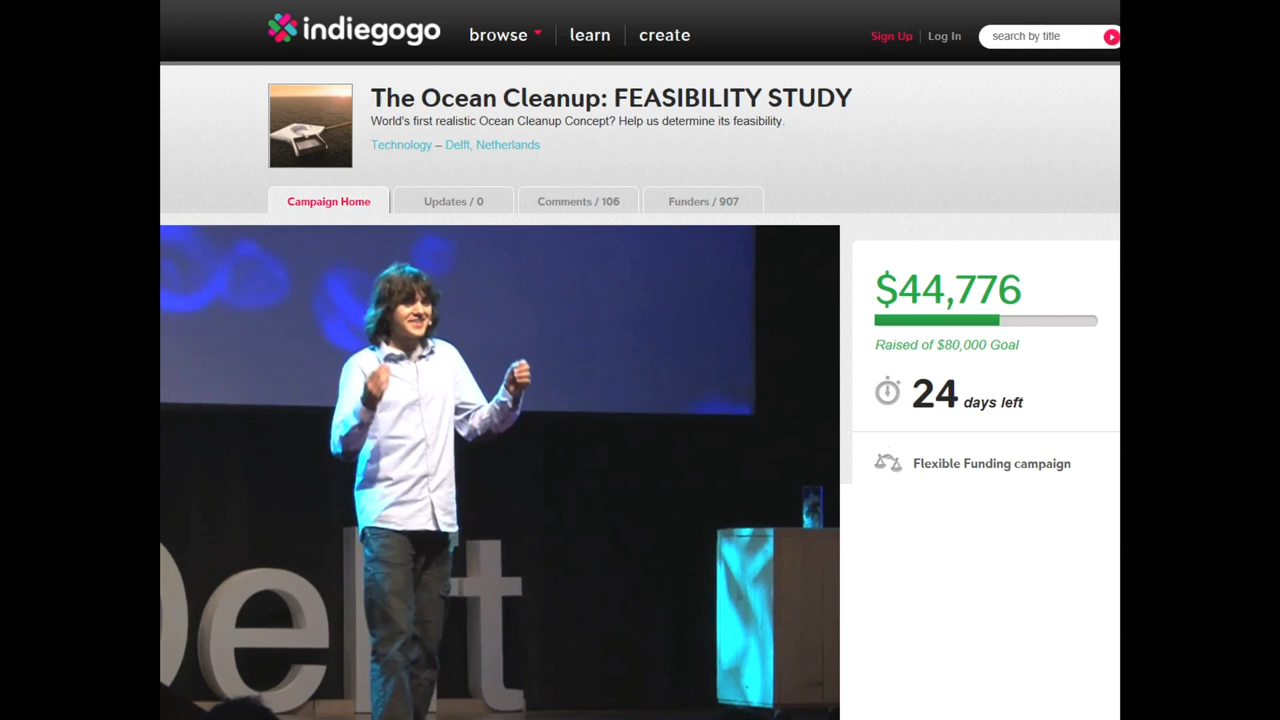 indiegogo browse learn create Sign Up Log In search by title
The Ocean Cleanup: FEASIBILITY STUDY
World's first realistic Ocean Cleanup Concept? Help us determine its feasibility.
Technology – Delft, Netherlands
Campaign Home Updates / 0 Comments / 106 Funders / 907
$44,776
Raised of $80,000 Goal
24 days left
Flexible Funding campaign
Delft